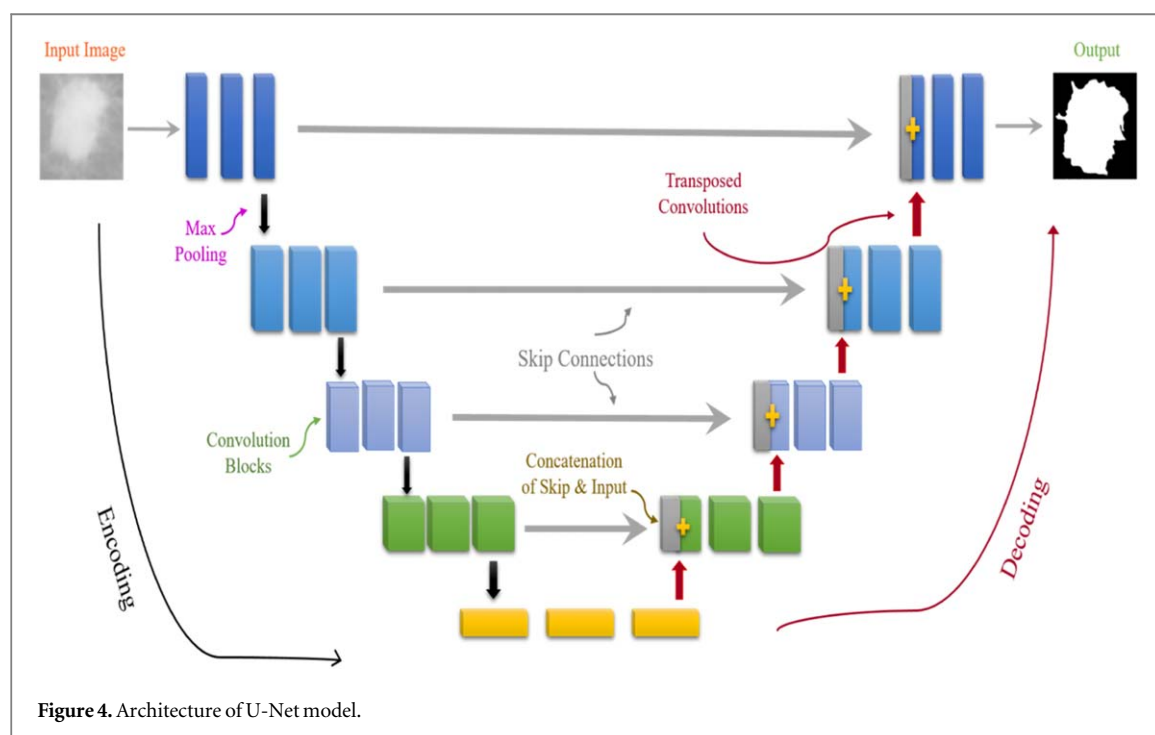 Input Image
Output
Transposed
Convolutions
Max
Pooling
Skip Connections
Convolution
Blocks
Concatenation
of Skip & Input
Encoding
Decoding
Figure 4. Architecture of U-Net model.